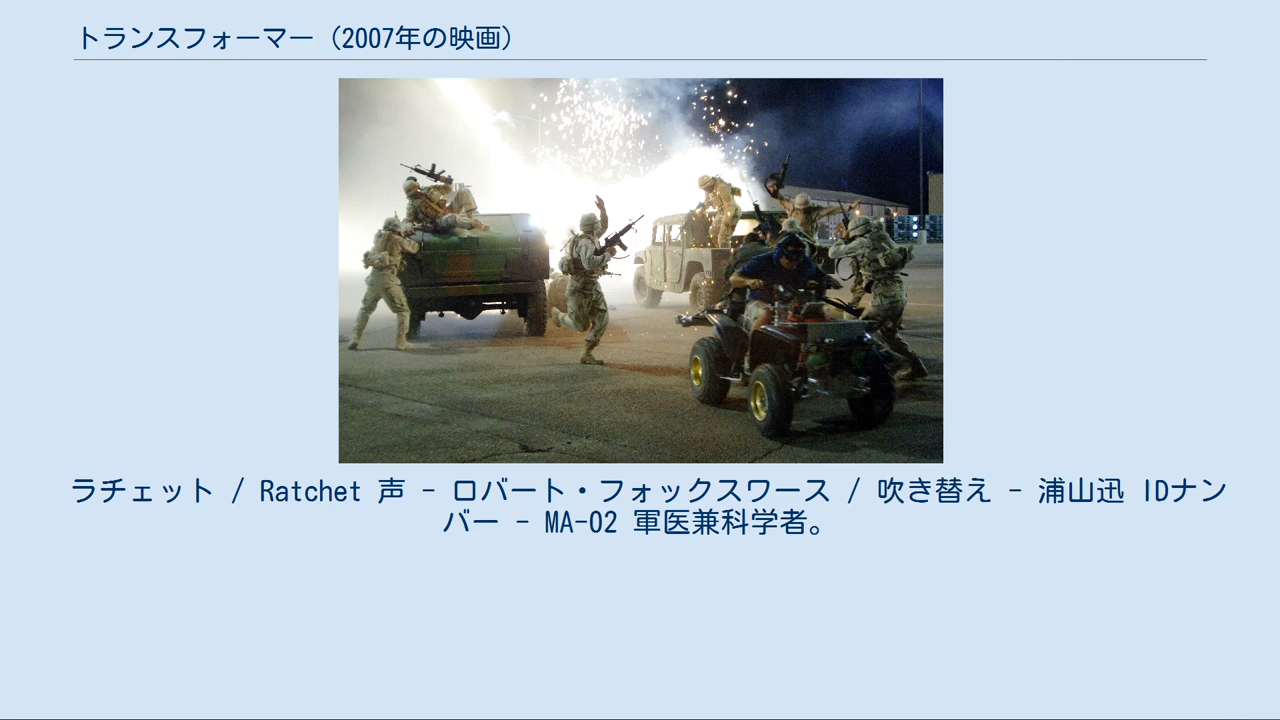 トランスフォーマー（2007年の映画）
ラチェット / Ratchet 声 - ロバート・フォックスワース / 吹き替え - 浦山迅 IDナン
バー - MA-02 軍医兼科学者。